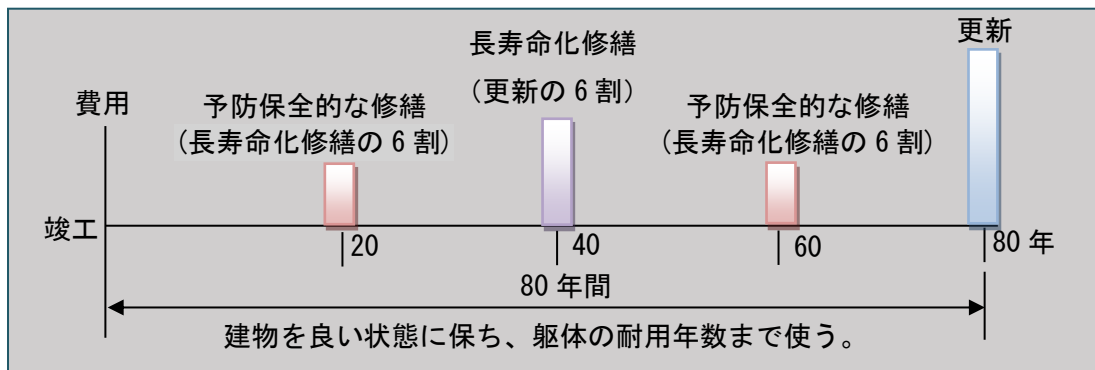 更新
長寿命化修繕
(更新の6割)
費用
予防保全的な修繕
(長寿命化修繕の6割)
予防保全的な修繕
(長寿命化修繕の6割)
竣工
20
40
60
80 年
80 年間
建物を良い状態に保ち、躯体の耐用年数まで使う。